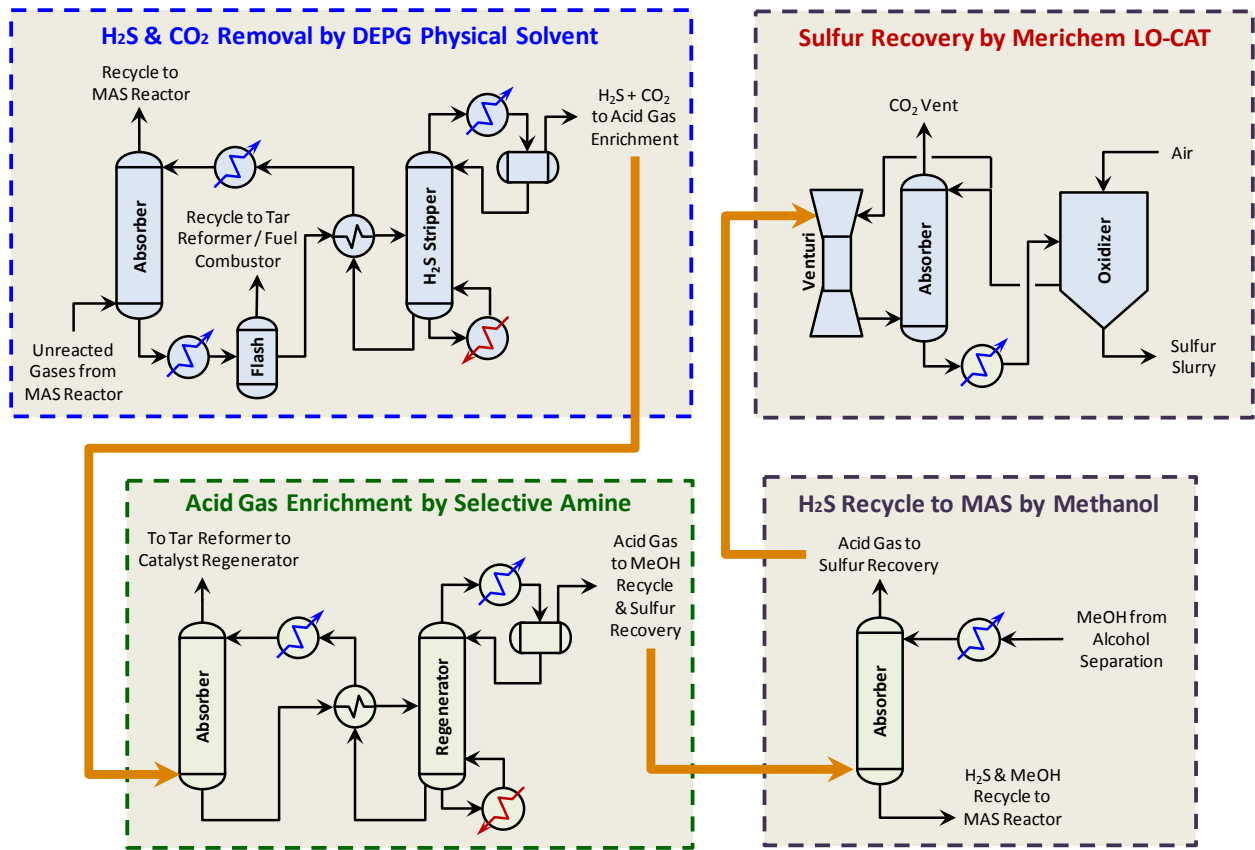 H₂S & CO₂ Removal by DEPG Physical Solvent
Recycle to
MAS Reactor
H₂S + CO₂
to Acid Gas
Enrichment
Absorber
Recycle to Tar
Reformer / Fuel
Combustor
H₂S Stripper
Flash
Unreacted
Gases from
MAS Reactor
Sulfur Recovery by Merichem LO-CAT
CO₂ Vent
Air
Venturi
Absorber
Oxidizer
Sulfur
Slurry
Acid Gas Enrichment by Selective Amine
To Tar Reformer to
Catalyst Regenerator
Acid Gas
to MeOH
Recycle
& Sulfur
Recovery
Absorber
Regenerator
H₂S Recycle to MAS by Methanol
Acid Gas to
Sulfur Recovery
MeOH from
Alcohol
Separation
Absorber
H₂S & MeOH
Recycle to
MAS Reactor